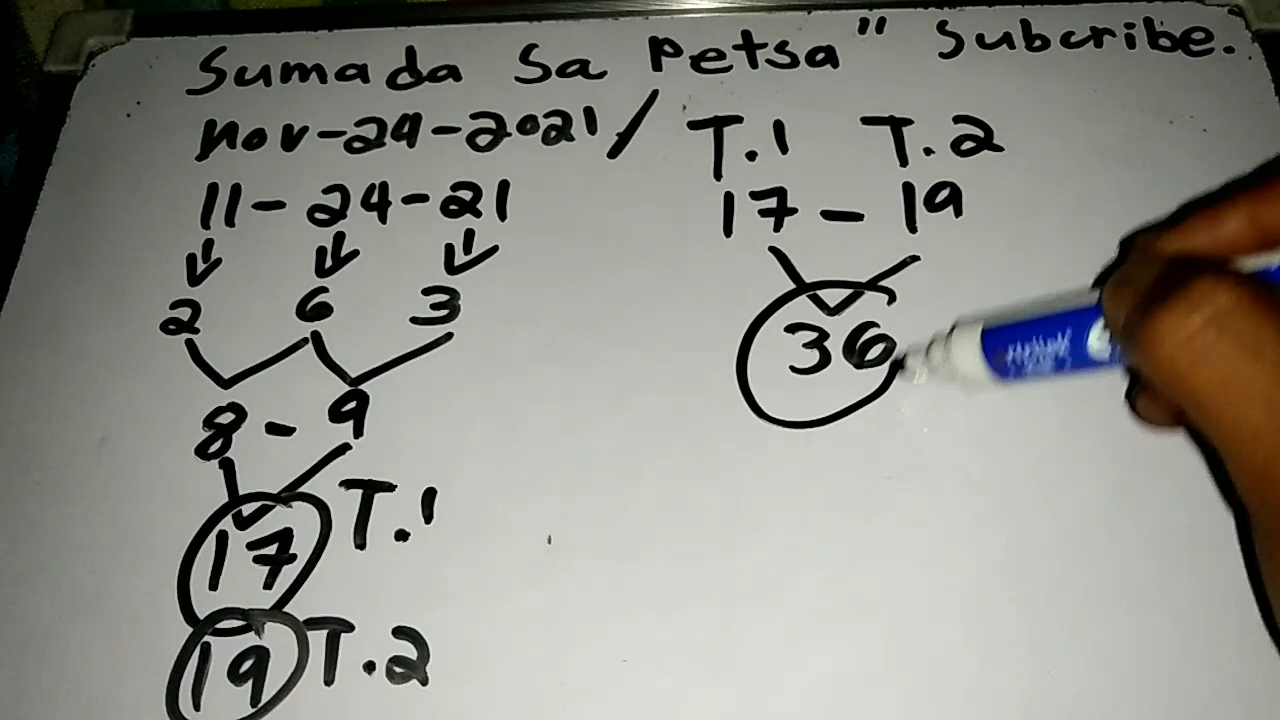 Sumada Sa Petsa" Subcribe.
Nov-24-2021/
11-24-21
2 6 3
8-9
17 T.1
19 T.2
T.1 T.2
17-19
36